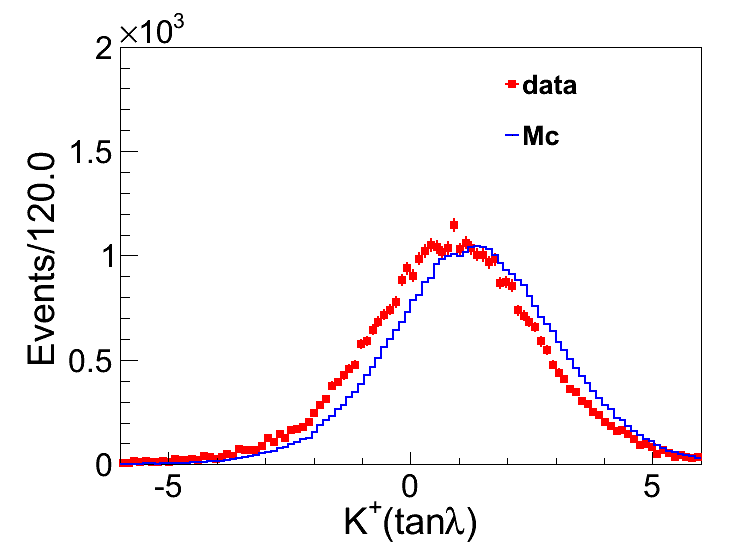 ×10³
2
1.5
1
0.5
0
Events/120.0
data
Mc
-5 0 5
K⁺(tanλ)